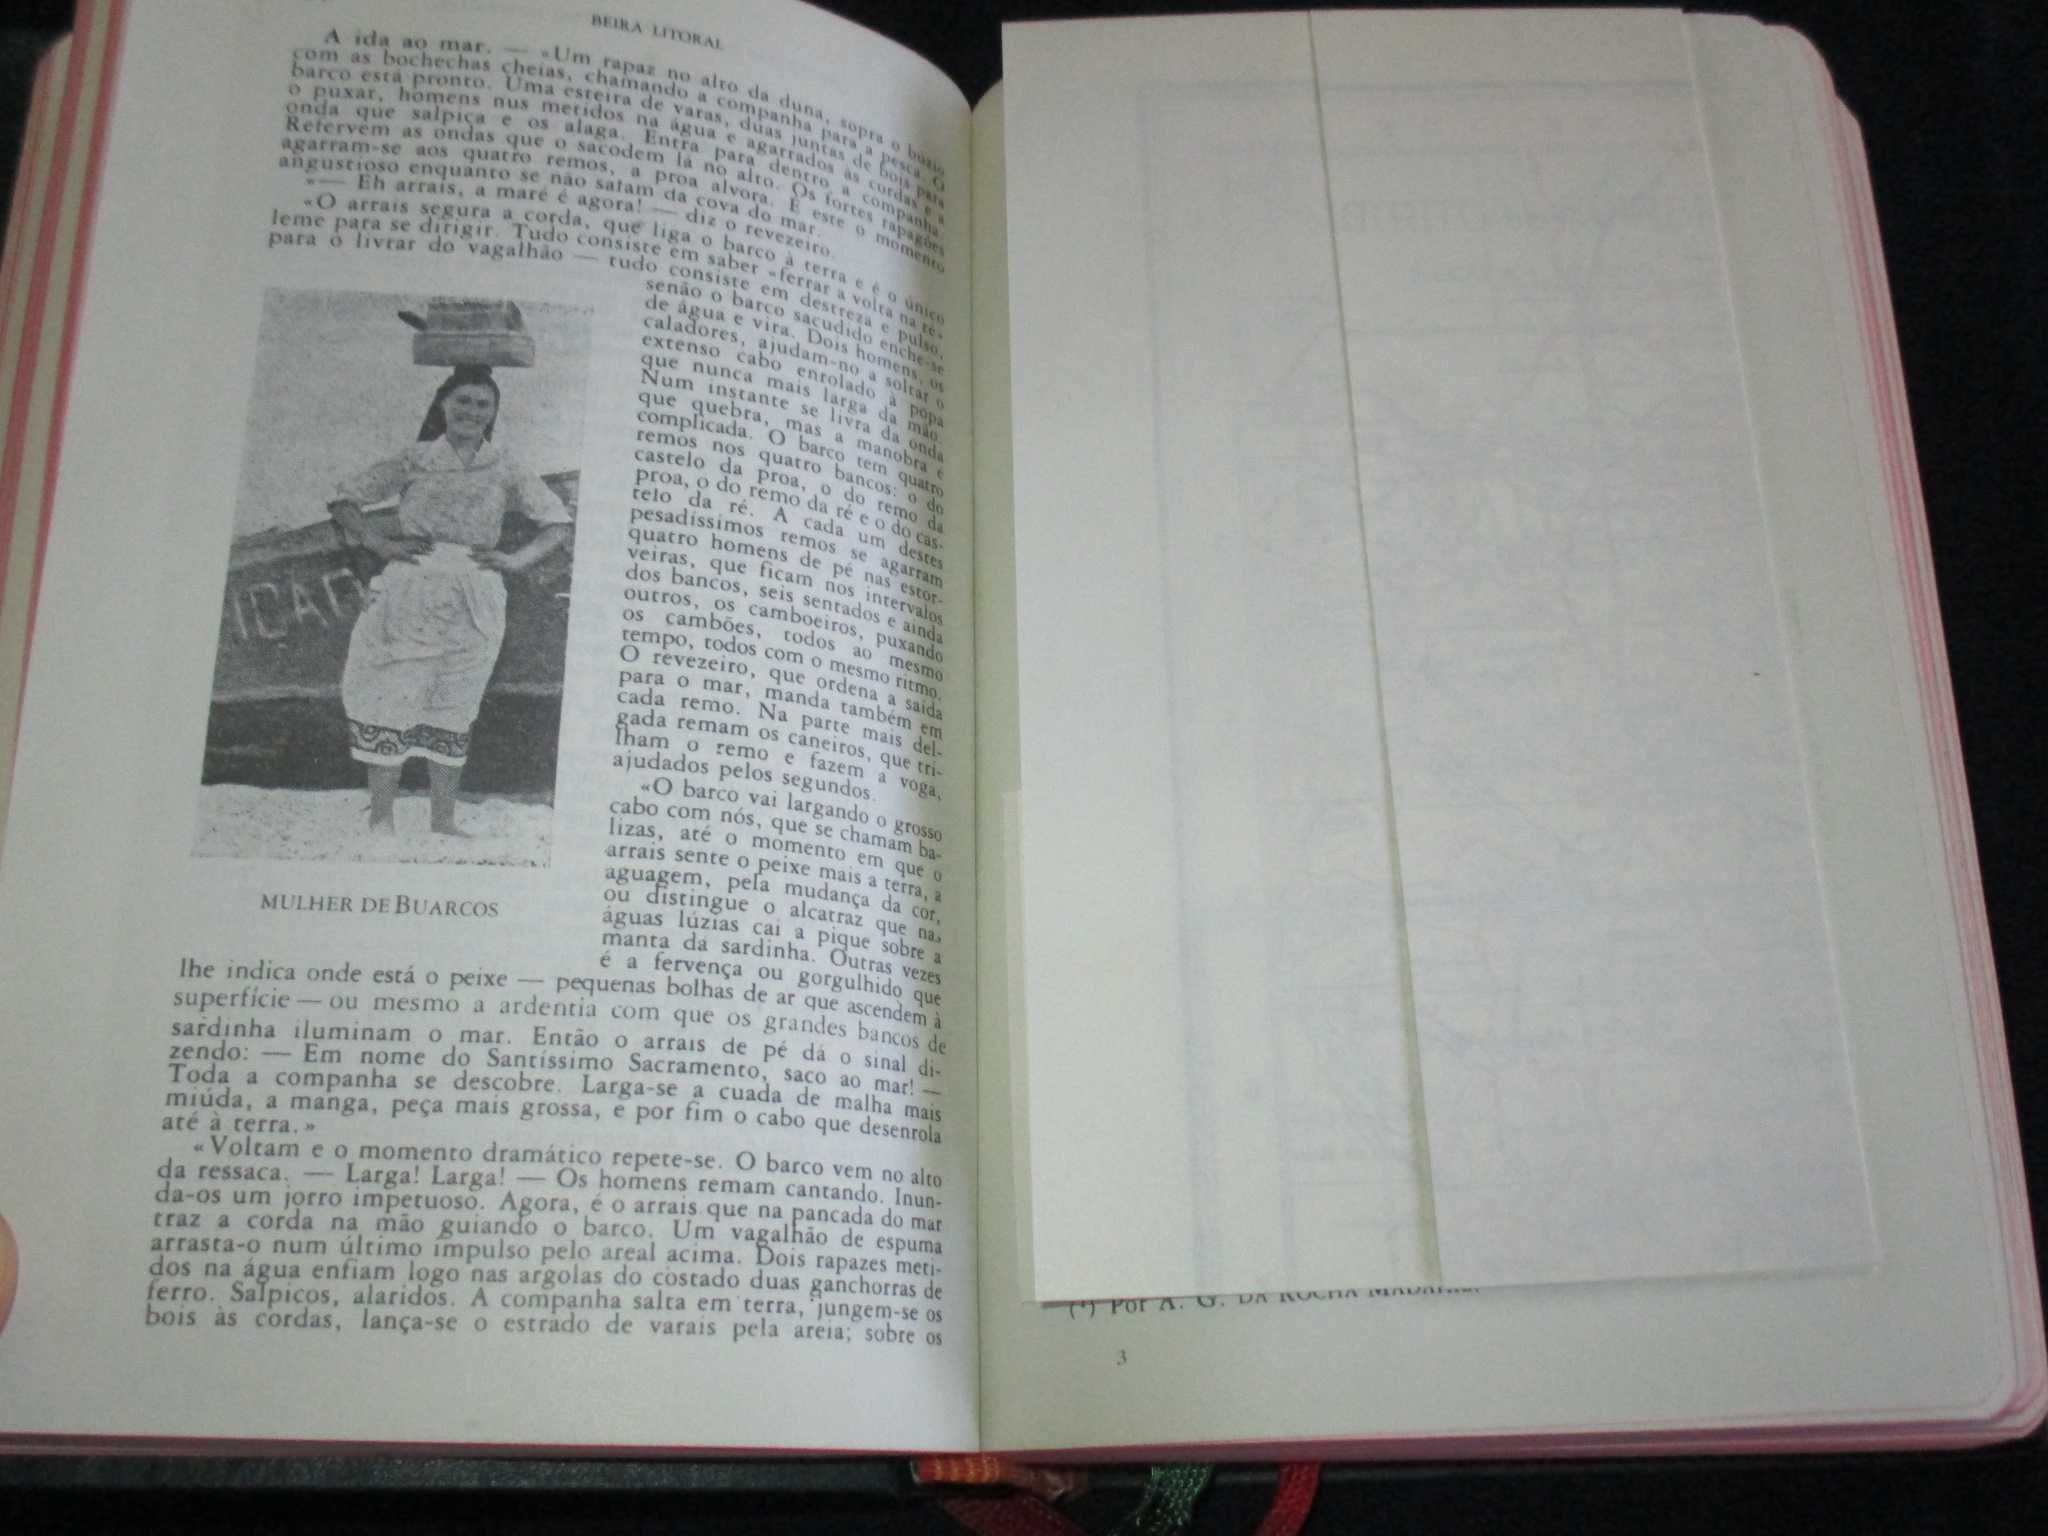 BEIRA LITORAL
A ida ao mar. — «Um rapaz no alto da duna, sopra o búzio
com as bochechas cheias, chamando a companha para a pesca. O
barco está pronto. Uma esteira de varas, duas juntas de bois para
o puxar, homens nus metidos na água e agarrados às cordas e a
onda que salpica e os alaga. Entra para dentro a companha.
Refervem as ondas que o sacodem lá no alto. Os fortes rapagões
agarram-se aos quatro remos, a proa alvora. É este o momento
angustioso enquanto se não safam da cova do mar.
»— Eh arrais, a maré é agora! — diz o revezeiro.
«O arrais segura a corda, que liga o barco à terra e é o único
leme para se dirigir. Tudo consiste em saber «ferrar a volta na ré»
para o livrar do vagalhão — tudo consiste em destreza e pulso,
senão o barco sacudido enche-se
de água e vira. Dois homens, os
caladores, ajudam-no a soltar o
extenso cabo enrolado à popa
que nunca mais larga da mão.
Num instante se livra da onda
que quebra, mas a manobra é
complicada. O barco tem quatro
remos nos quatro bancos: o do
castelo da proa, o do remo da
proa, o do remo da ré e o do cas-
telo da ré. A cada um destes
pesadíssimos remos se agarram
quatro homens de pé nas estor-
veiras, que ficam nos intervalos
dos bancos, seis sentados e ainda
outros, os camboeiros, puxando
os cambões, todos ao mesmo
tempo, todos com o mesmo ritmo.
O revezeiro, que ordena a saída
para o mar, manda também em
cada remo. Na parte mais del-
gada remam os caneiros, que tri-
lham o remo e fazem a voga,
ajudados pelos segundos.
«O barco vai largando o grosso
cabo com nós, que se chamam ba-
lizas, até o momento em que o
arrais sente o peixe mais a terra, a
aguagem, pela mudança da cor,
ou distingue o alcatraz que nas
águas lúzias cai a pique sobre a
manta da sardinha. Outras vezes
é a fervença ou gorgulhido que
IÇÃO
MULHER DE BUARCOS
lhe indica onde está o peixe — pequenas bolhas de ar que ascendem à
superfície — ou mesmo a ardentia com que os grandes bancos de
sardinha iluminam o mar. Então o arrais de pé dá o sinal di-
zendo: — Em nome do Santíssimo Sacramento, saco ao mar! —
Toda a companha se descobre. Larga-se a cuada de malha mais
miúda, a manga, peça mais grossa, e por fim o cabo que desenrola
até à terra.»
«Voltam e o momento dramático repete-se. O barco vem no alto
da ressaca. — Larga! Larga! — Os homens remam cantando. Inun-
da-os um jorro impetuoso. Agora, é o arrais que na pancada do mar
traz a corda na mão guiando o barco. Um vagalhão de espuma
arrasta-o num último impulso pelo areal acima. Dois rapazes meti-
dos na água enfiam logo nas argolas do costado duas ganchorras de
ferro. Salpicos, alaridos. A companha salta em terra, jungem-se os
bois às cordas, lança-se o estrado de varais pela areia; sobre os
(¹) Por A. G. DA ROCHA MADAHIL.
3